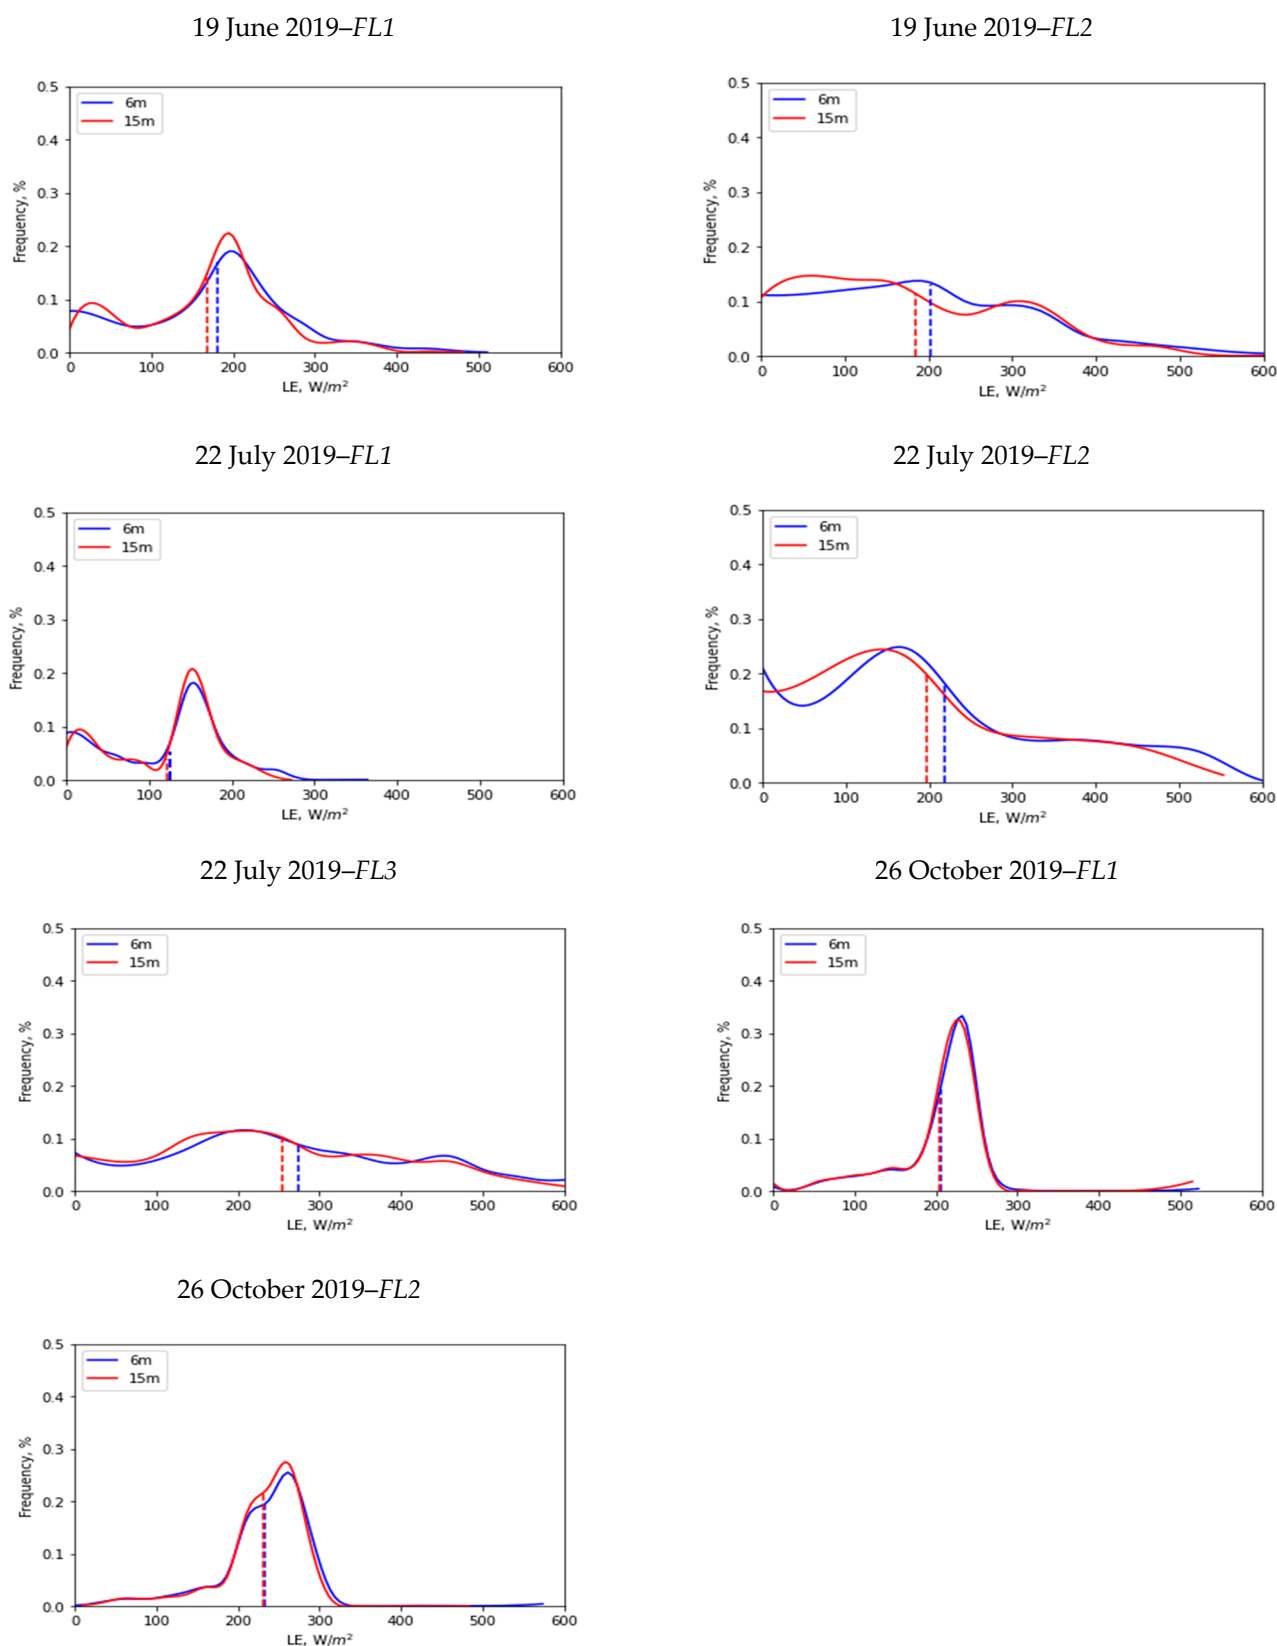 19 June 2019–FL1
0.5
0.4
0.3
0.2
0.1
0.0
Frequency, %
6m
15m
0 100 200 300 400 500 600
LE, W/m²
19 June 2019–FL2
0.5
0.4
0.3
0.2
0.1
0.0
Frequency, %
6m
15m
0 100 200 300 400 500 600
LE, W/m²
22 July 2019–FL1
0.5
0.4
0.3
0.2
0.1
0.0
Frequency, %
6m
15m
0 100 200 300 400 500 600
LE, W/m²
22 July 2019–FL2
0.5
0.4
0.3
0.2
0.1
0.0
Frequency, %
6m
15m
0 100 200 300 400 500 600
LE, W/m²
22 July 2019–FL3
0.5
0.4
0.3
0.2
0.1
0.0
Frequency, %
6m
15m
0 100 200 300 400 500 600
LE, W/m²
26 October 2019–FL1
0.5
0.4
0.3
0.2
0.1
0.0
Frequency, %
6m
15m
0 100 200 300 400 500 600
LE, W/m²
26 October 2019–FL2
0.5
0.4
0.3
0.2
0.1
0.0
Frequency, %
6m
15m
0 100 200 300 400 500 600
LE, W/m²